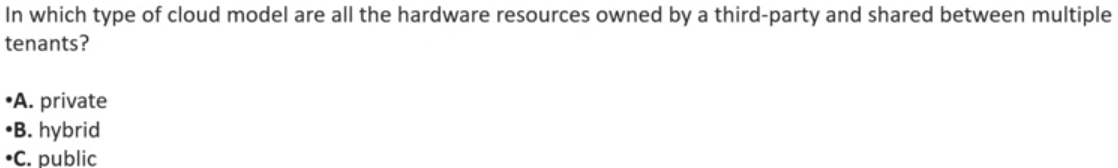 In which type of cloud model are all the hardware resources owned by a third-party and shared between multiple
tenants?
•A. private
•B. hybrid
•C. public